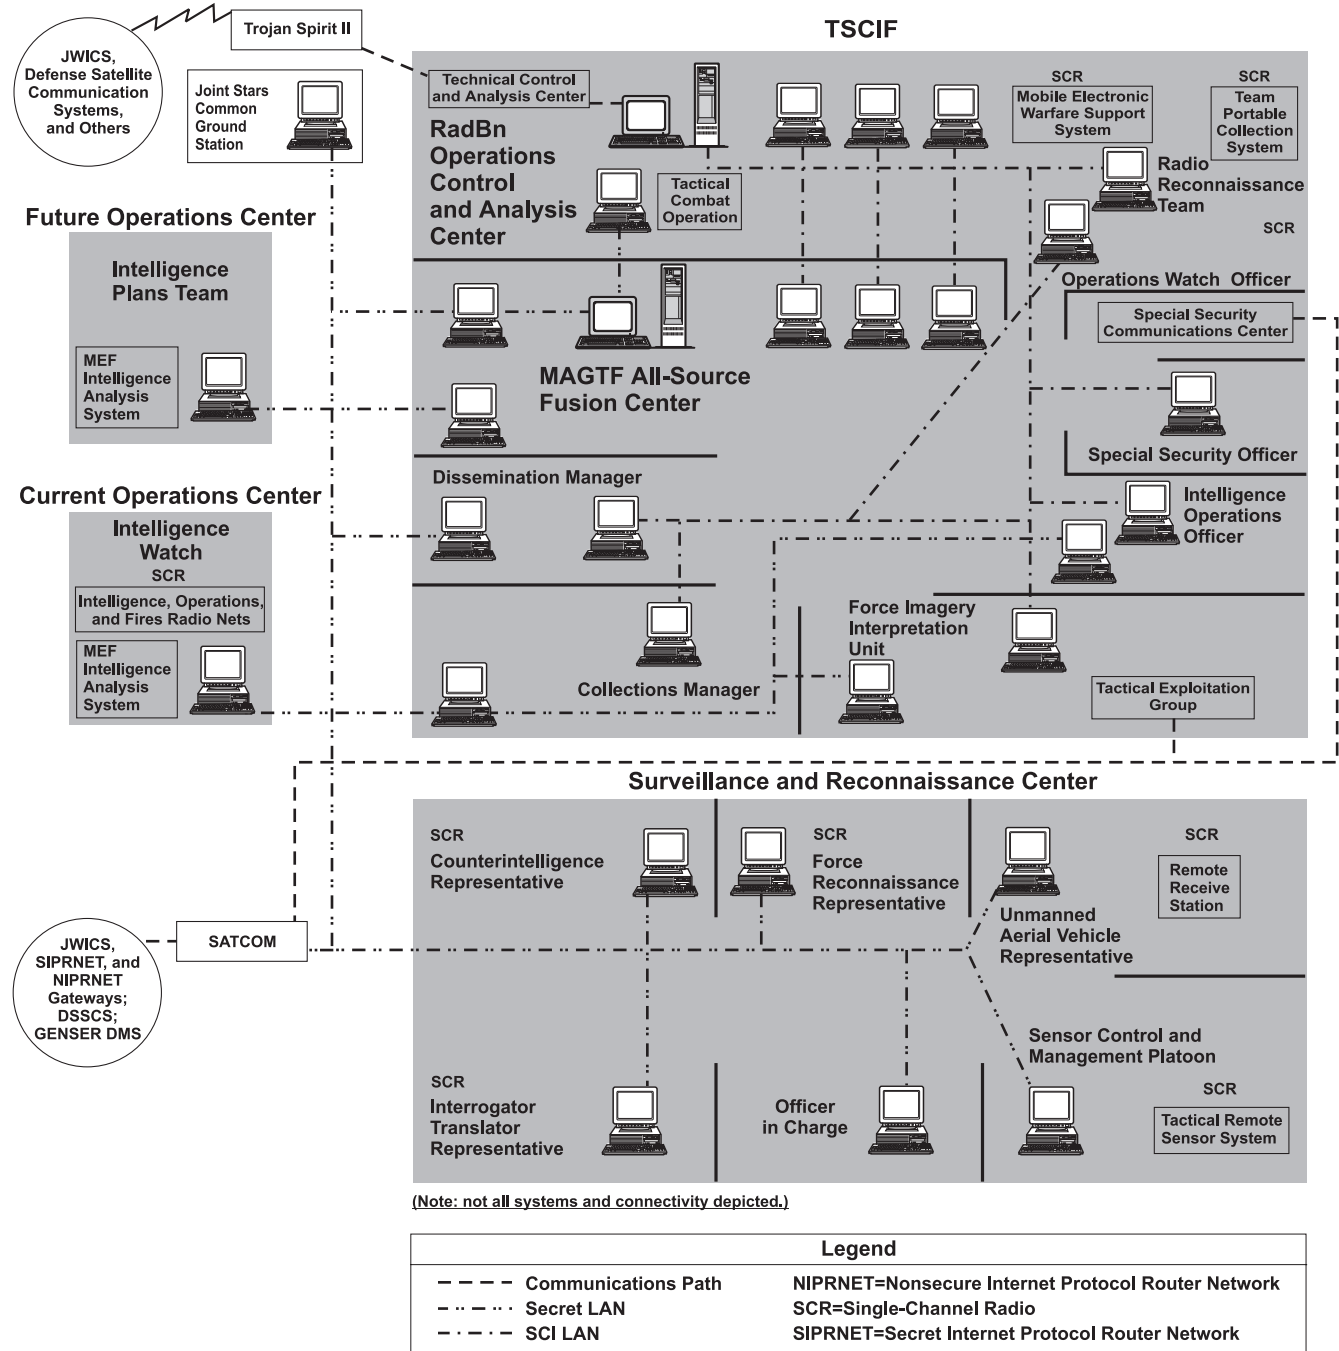 TSCIF
Trojan Spirit II
JWICS,
Defense Satellite
Communication
Systems,
and Others
Joint Stars
Common
Ground
Station
Technical Control
and Analysis Center
RadBn
Operations
Control
and Analysis
Center
Tactical
Combat
Operation
SCR
Mobile Electronic
Warfare Support
System
SCR
Team
Portable
Collection
System
Radio
Reconnaissance
Team
SCR
Operations Watch Officer
Special Security
Communications Center
Future Operations Center
Intelligence
Plans Team
MEF
Intelligence
Analysis
System
MAGTF All-Source
Fusion Center
Special Security Officer
Dissemination Manager
Intelligence
Operations
Officer
Current Operations Center
Intelligence
Watch
SCR
Intelligence, Operations,
and Fires Radio Nets
MEF
Intelligence
Analysis
System
Collections Manager
Force Imagery
Interpretation
Unit
Tactical Exploitation
Group
Surveillance and Reconnaissance Center
SCR
Counterintelligence
Representative
SCR
Force
Reconnaissance
Representative
SCR
Remote
Receive
Station
Unmanned
Aerial Vehicle
Representative
SATCOM
JWICS,
SIPRNET, and
NIPRNET
Gateways;
DSSCS;
GENSER DMS
SCR
Interrogator
Translator
Representative
Officer
in Charge
Sensor Control and
Management Platoon
SCR
Tactical Remote
Sensor System
(Note: not all systems and connectivity depicted.)
Legend
Communications Path
NIPRNET=Nonsecure Internet Protocol Router Network
Secret LAN
SCR=Single-Channel Radio
SCI LAN
SIPRNET=Secret Internet Protocol Router Network